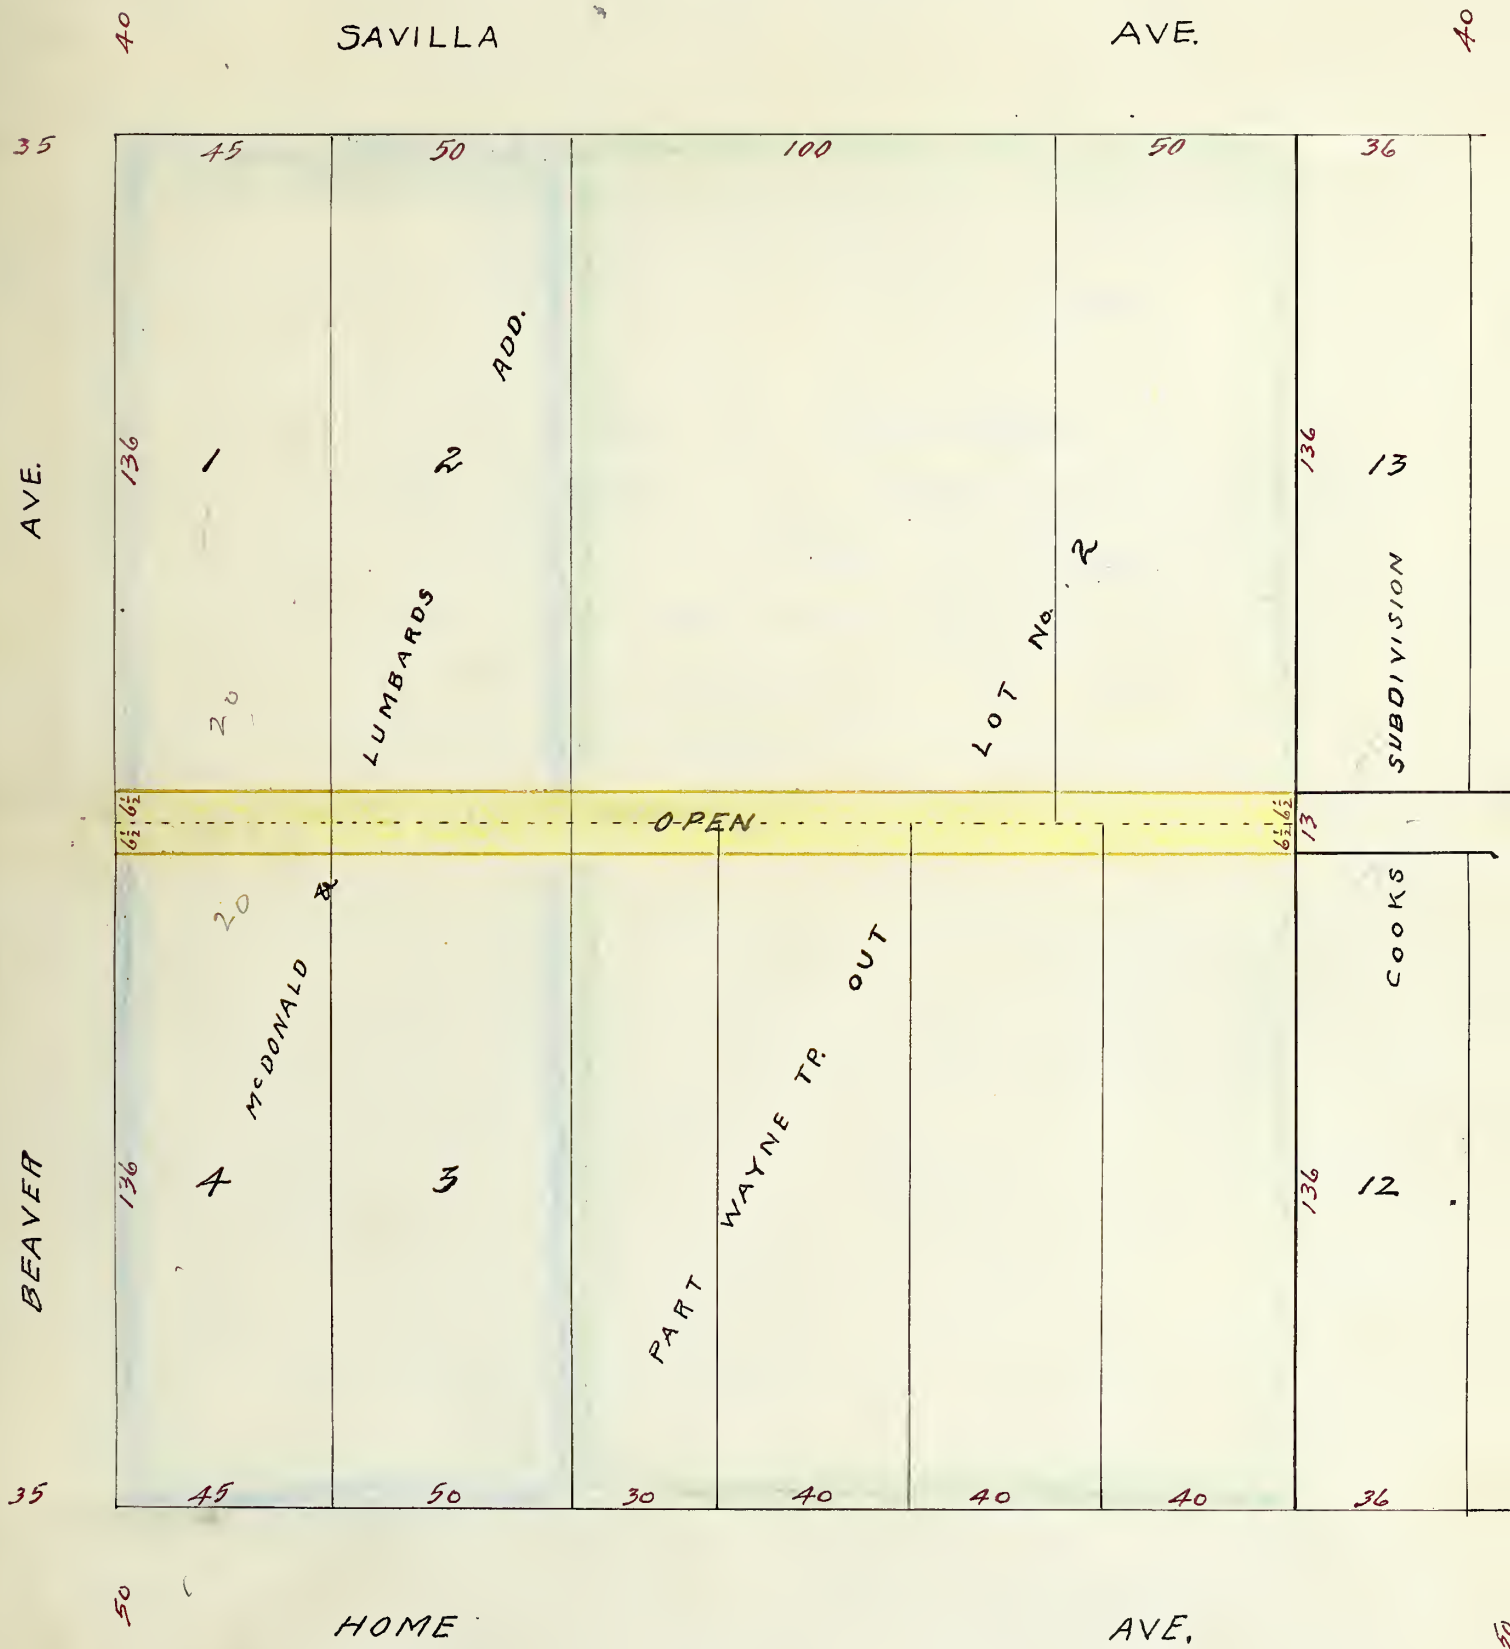 40 SAVILLA AVE. 40
35 45 50 100 50 36
AVE.
BEAVER
136 1 2 136 13
McDONALD & LUMBARDS ADD.
PART WAYNE TP. OUT LOT No. 2
COOKS SUBDIVISION
20
6½ 6½ OPEN 6½ 6½ 13
20
136 4 3 136 12
35 45 50 30 40 40 40 36
50 HOME AVE. 50